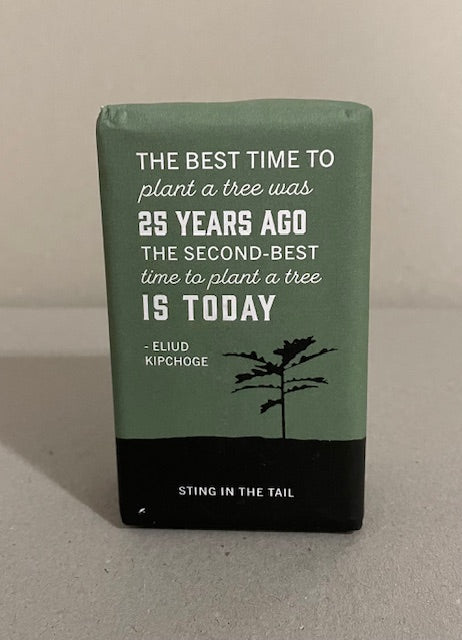 THE BEST TIME TO
plant a tree was
25 YEARS AGO
THE SECOND-BEST
time to plant a tree
IS TODAY
- ELIUD
KIPCHOGE
STING IN THE TAIL